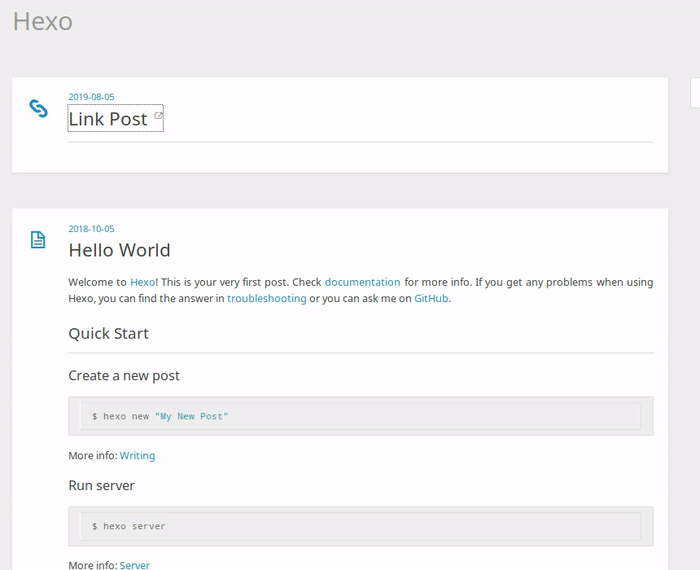 Hexo
2019-08-05
Link Post
2018-10-05
Hello World
Welcome to Hexo! This is your very first post. Check documentation for more info. If you get any problems when using
Hexo, you can find the answer in troubleshooting or you can ask me on GitHub.
Quick Start
Create a new post
$ hexo new "My New Post"
More info: Writing
Run server
$ hexo server
More info: Server